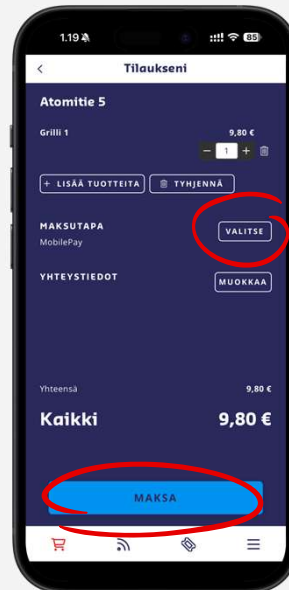 1.19
85
Tilaukseni
Atomitie 5
Grilli 1 9,80 €
- 1 +
+ LISÄÄ TUOTTEITA TYHJENNÄ
MAKSUTAPA
MobilePay
VALITSE
YHTEYSTIEDOT
MUOKKAA
Yhteensä 9,80 €
Kaikki 9,80 €
MAKSA